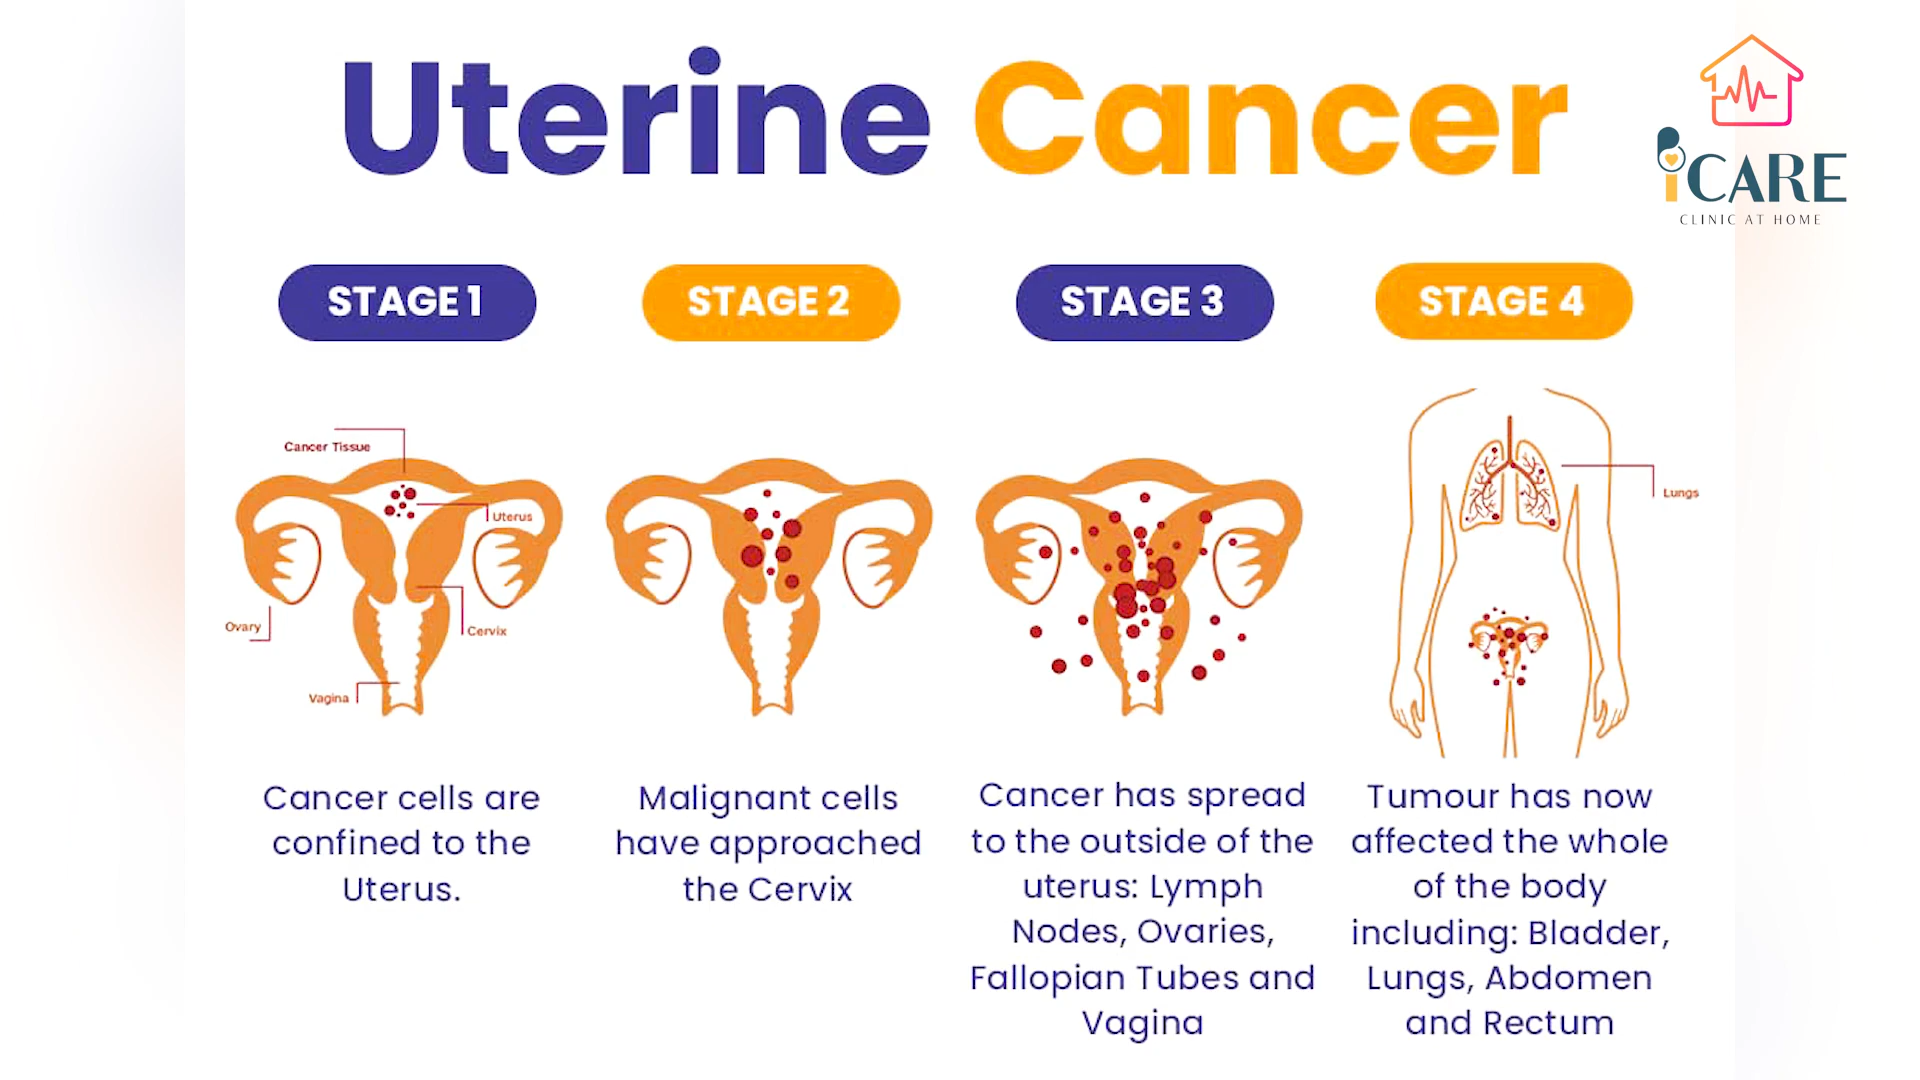 Uterine Cancer
iCARE
CLINIC AT HOME
STAGE 1
STAGE 2
STAGE 3
STAGE 4
Cancer Tissue
Uterus
Ovary
Cervix
Vagina
Lungs
Cancer cells are
confined to the
Uterus.
Malignant cells
have approached
the Cervix
Cancer has spread
to the outside of the
uterus: Lymph
Nodes, Ovaries,
Fallopian Tubes and
Vagina
Tumour has now
affected the whole
of the body
including: Bladder,
Lungs, Abdomen
and Rectum